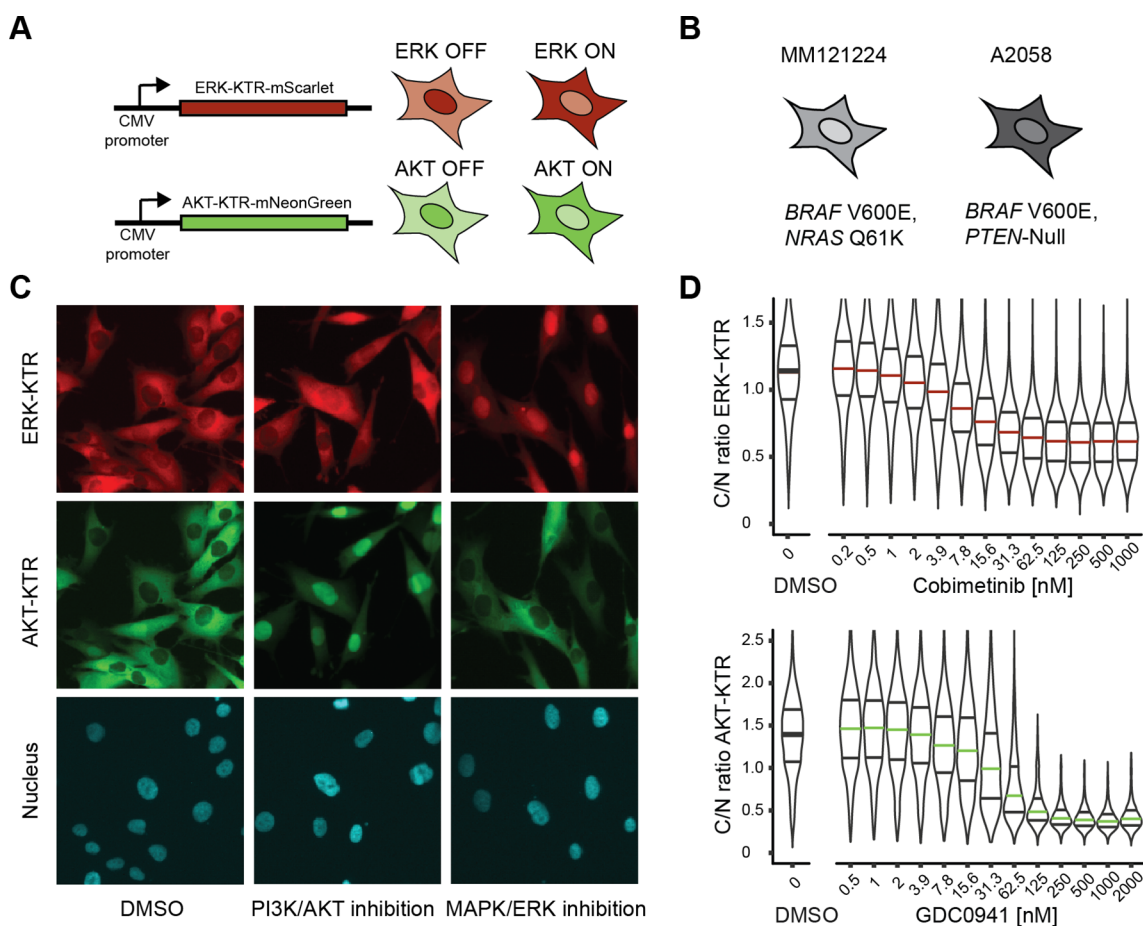 A
ERK OFF
ERK ON
ERK-KTR-mScarlet
CMV
promoter
AKT OFF
AKT ON
AKT-KTR-mNeonGreen
CMV
promoter
B
MM121224
A2058
BRAF V600E,
NRAS Q61K
BRAF V600E,
PTEN-Null
C
ERK-KTR
AKT-KTR
Nucleus
DMSO
PI3K/AKT inhibition
MAPK/ERK inhibition
D
C/N ratio ERK−KTR
1.5
1.0
0.5
0
0
0.2
0.5
1
2
3.9
7.8
15.6
31.3
62.5
125
250
500
1000
DMSO
Cobimetinib [nM]
C/N ratio AKT-KTR
2.5
2.0
1.5
1.0
0.5
0
0
0.5
1
2
3.9
7.8
15.6
31.3
62.5
125
250
500
1000
2000
DMSO
GDC0941 [nM]